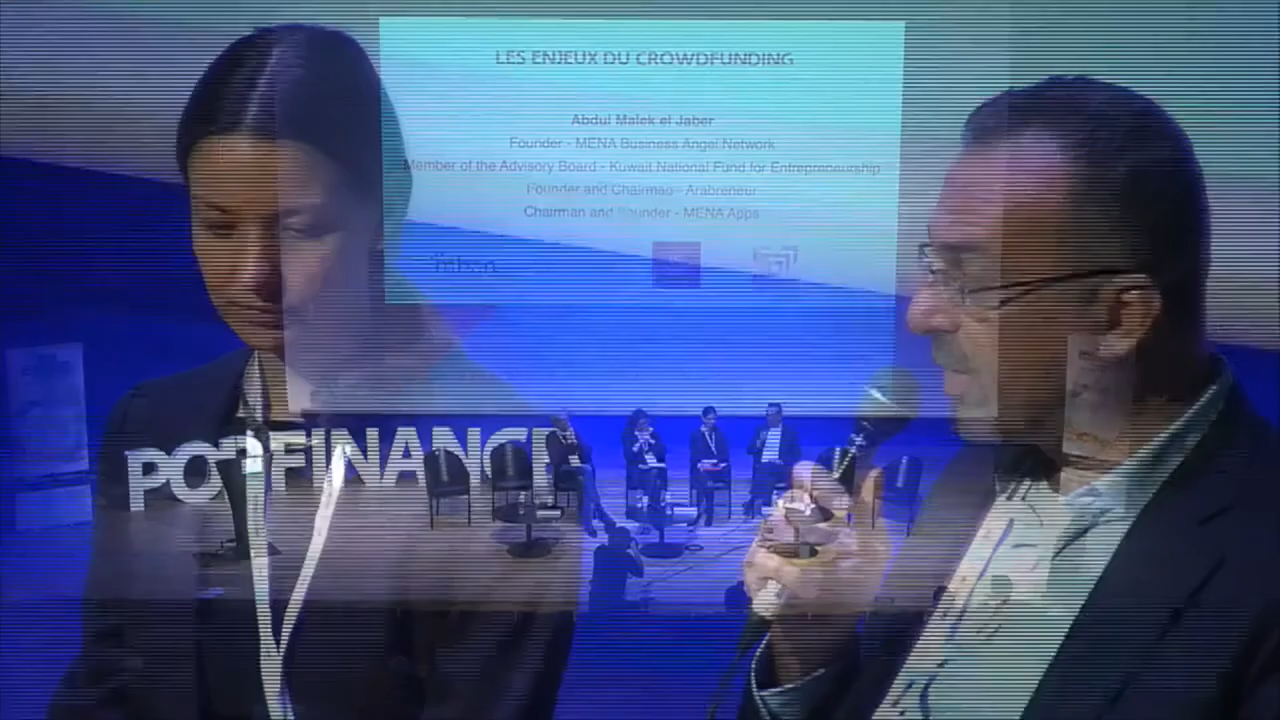 LES ENJEUX DU CROWDFUNDING
Abdul Malek el Jaber
Founder - MENA Business Angel Network
Member of the Advisory Board - Kuwait National Fund for Entrepreneurship
Founder and Chairman - Arabreneur
Chairman and Founder - MENA Apps
FINANCE